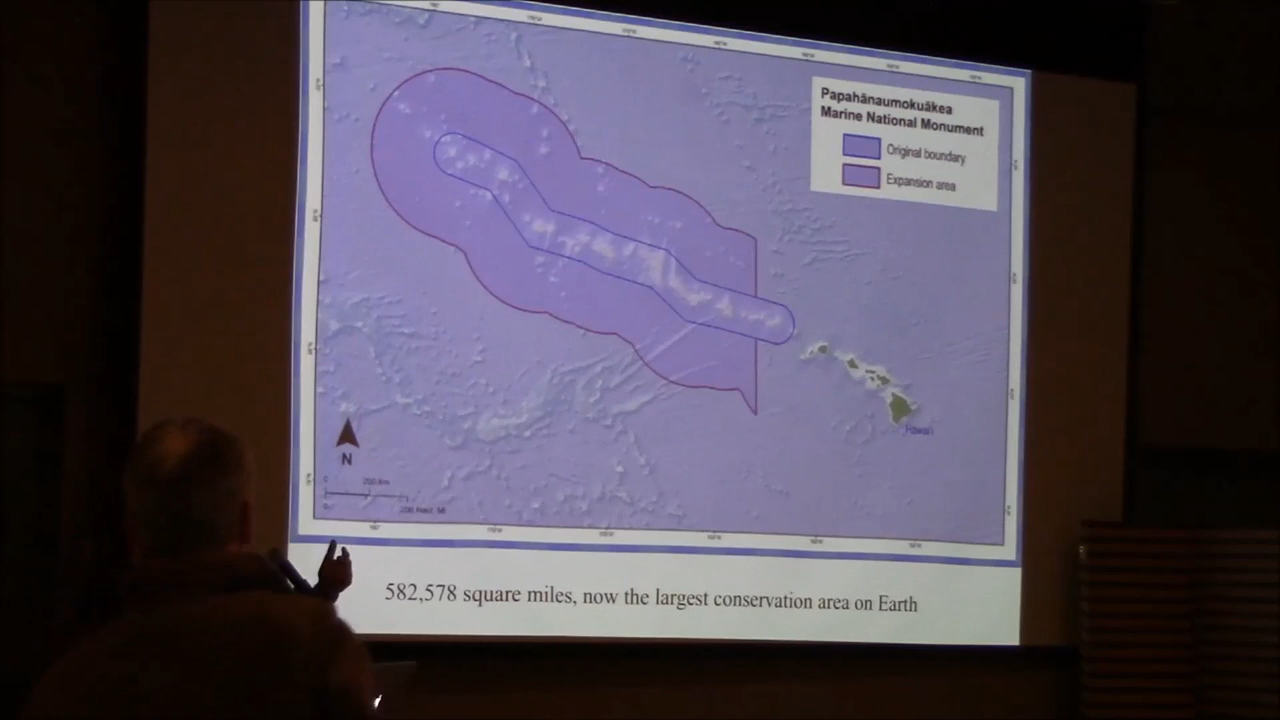 Papahānaumokuākea
Marine National Monument
Original boundary
Expansion area
Hawai'i
N
582,578 square miles, now the largest conservation area on Earth